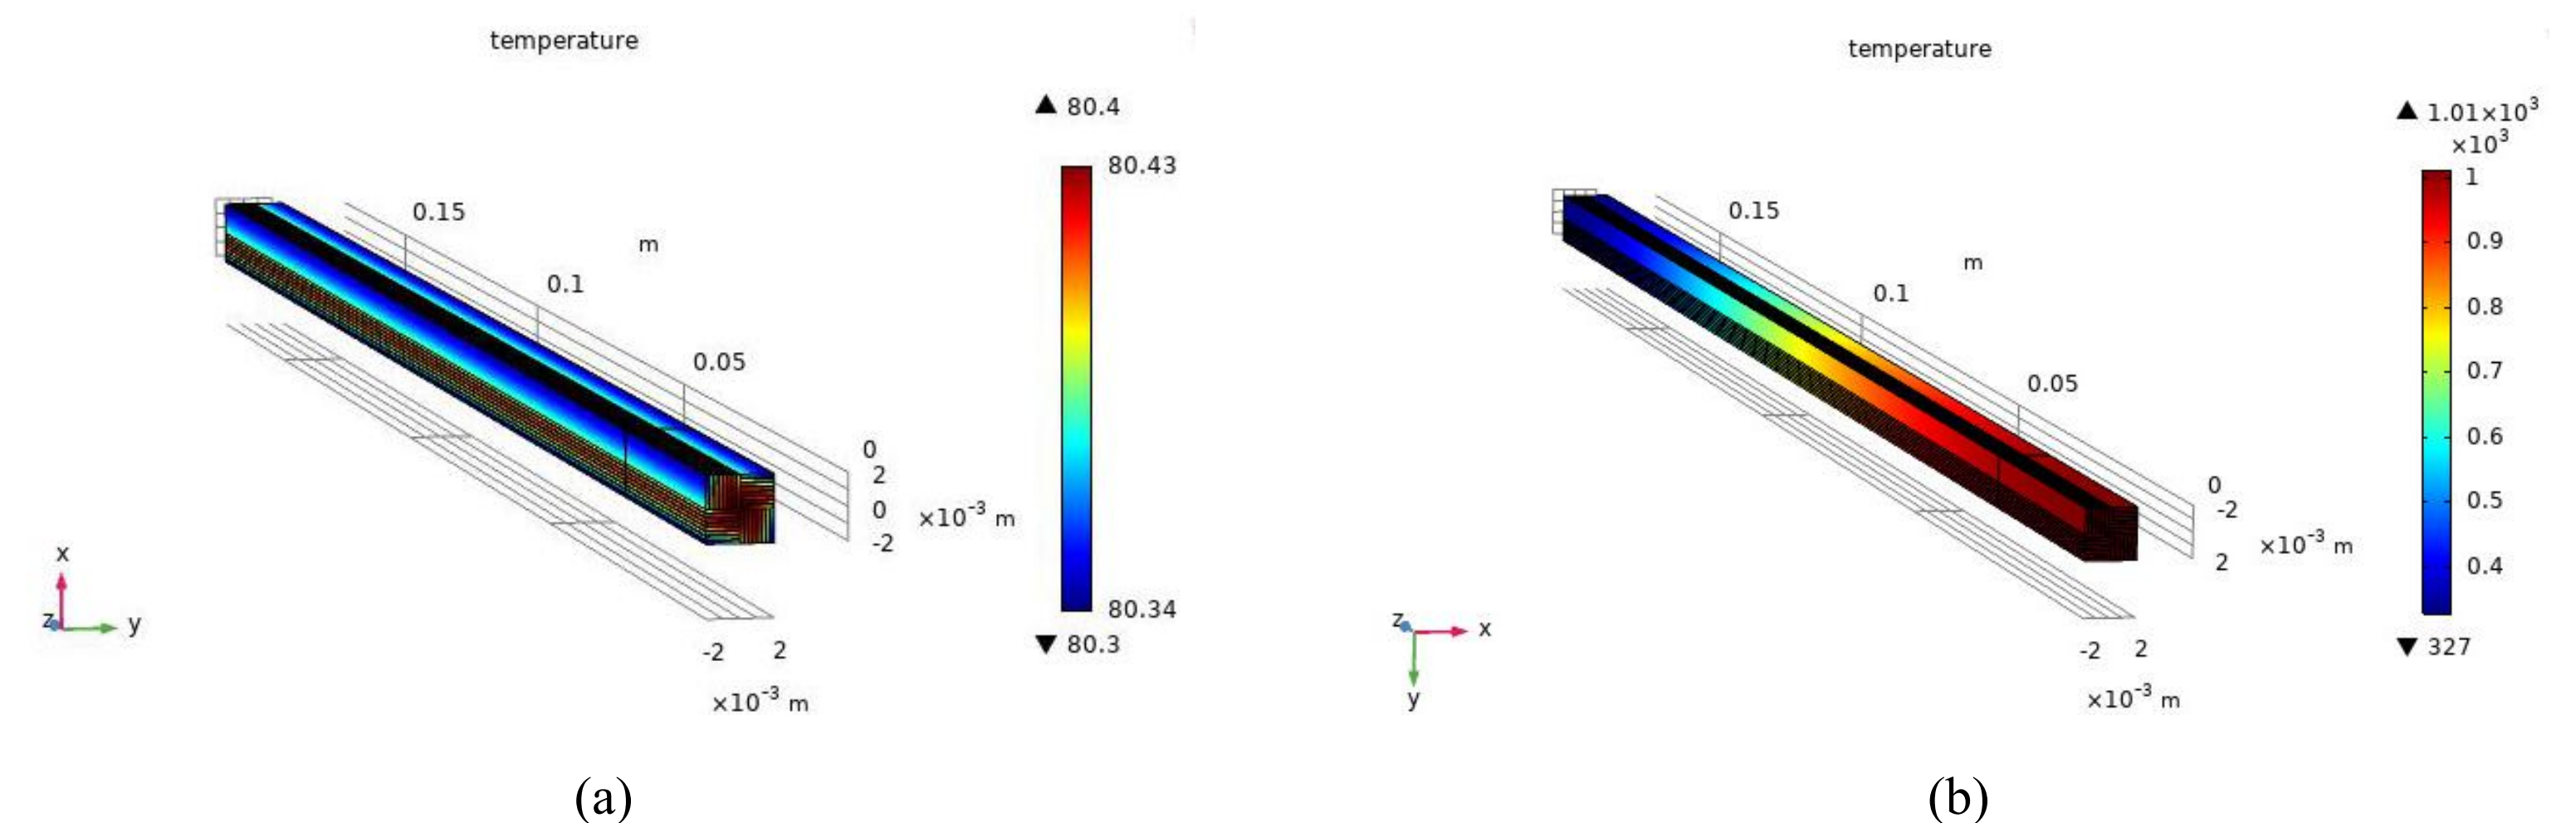 temperature
▲ 80.4
80.43
0.15
m
0.1
0.05
0
2
0
-2
×10⁻³ m
80.34
▼ 80.3
x
z
y
-2
2
×10⁻³ m
(a)
temperature
▲ 1.01×10³
×10³
1
0.9
0.8
0.7
0.6
0.5
0.4
▼ 327
0.15
m
0.1
0.05
0
-2
2
×10⁻³ m
z
x
y
-2
2
×10⁻³ m
(b)